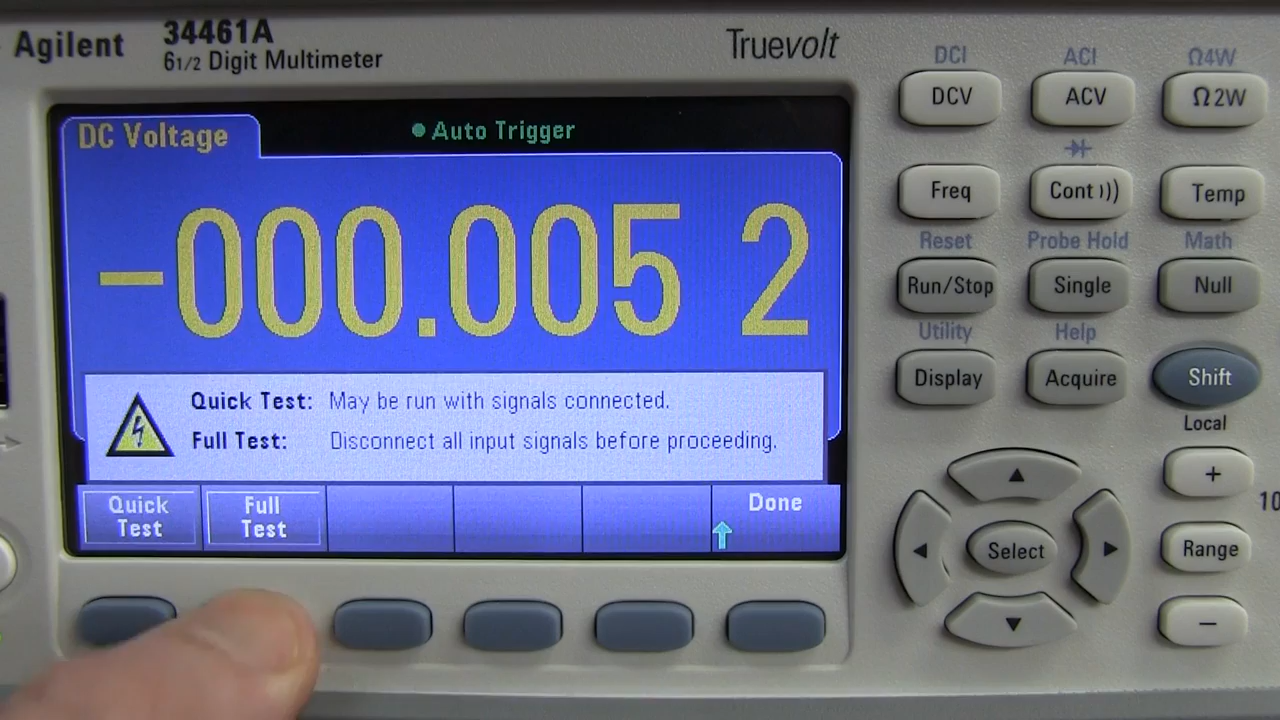 Agilent 34461A
6 1/2 Digit Multimeter
Truevolt
DC Voltage
Auto Trigger
-000.005 2
Quick Test: May be run with signals connected.
Full Test: Disconnect all input signals before proceeding.
Quick Test
Full Test
Done
DCI ACI Ω4W
DCV ACV Ω2W
Freq Cont))) Temp
Reset Probe Hold Math
Run/Stop Single Null
Utility Help
Display Acquire Shift
Local
+
10
Select Range
−